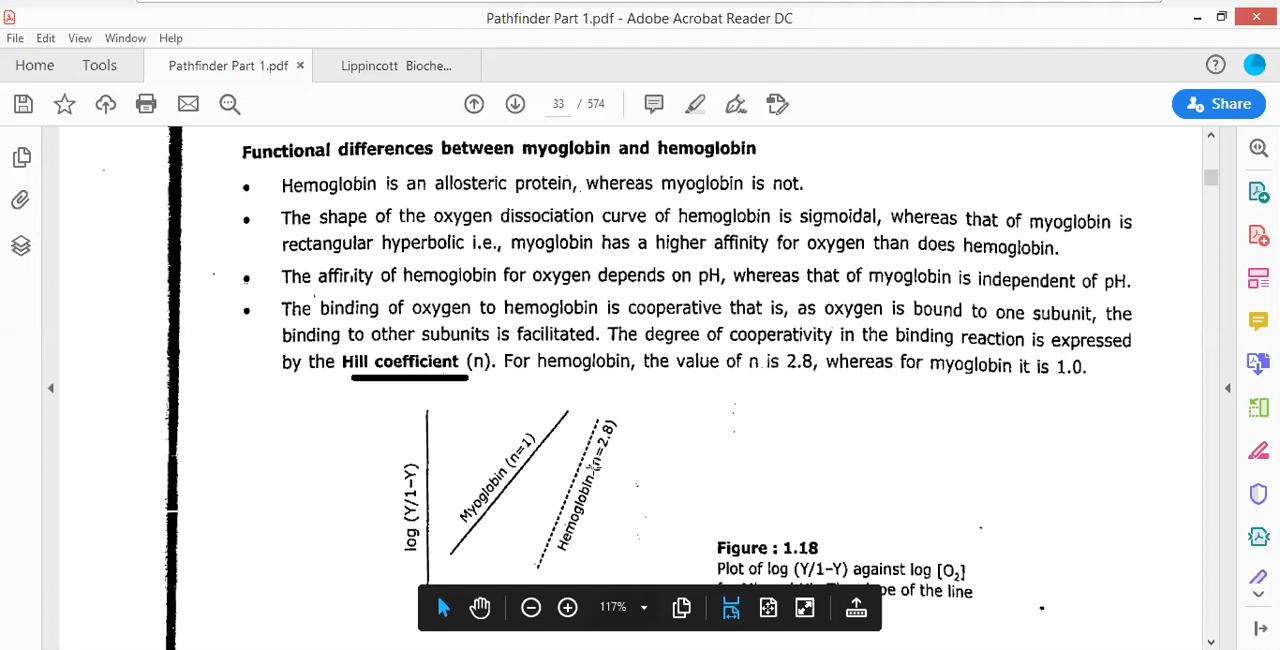 Pathfinder Part 1.pdf - Adobe Acrobat Reader DC
File Edit View Window Help
Home Tools Pathfinder Part 1.pdf × Lippincott Bioche... ?
33 / 574
Share
Functional differences between myoglobin and hemoglobin
• Hemoglobin is an allosteric protein, whereas myoglobin is not.
• The shape of the oxygen dissociation curve of hemoglobin is sigmoidal, whereas that of myoglobin is
rectangular hyperbolic i.e., myoglobin has a higher affinity for oxygen than does hemoglobin.
• The affinity of hemoglobin for oxygen depends on pH, whereas that of myoglobin is independent of pH.
• The binding of oxygen to hemoglobin is cooperative that is, as oxygen is bound to one subunit, the
binding to other subunits is facilitated. The degree of cooperativity in the binding reaction is expressed
by the Hill coefficient (n). For hemoglobin, the value of n is 2.8, whereas for myoglobin it is 1.0.
log (Y/1–Y)
Myoglobin (n=1)
Hemoglobin (n=2.8)
Figure : 1.18
Plot of log (Y/1–Y) against log [O₂]
of the line
117%